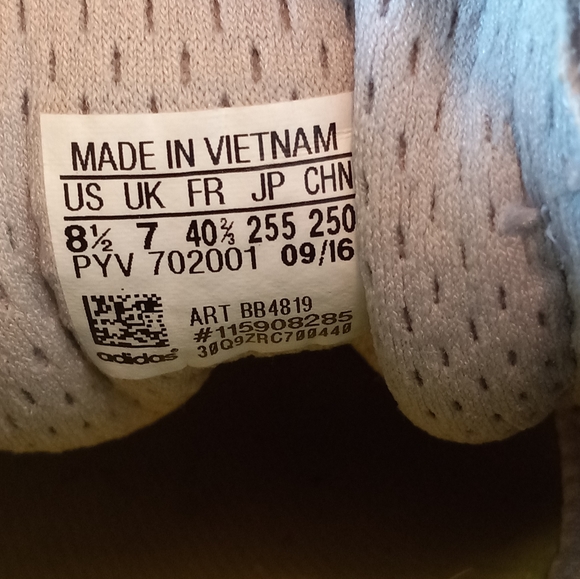 MADE IN VIETNAM
US UK FR JP CHN
8½ 7 40⅔ 255 250
PYV 702001 09/16
ART BB4819
#115908285
30Q9ZRC700440
adidas